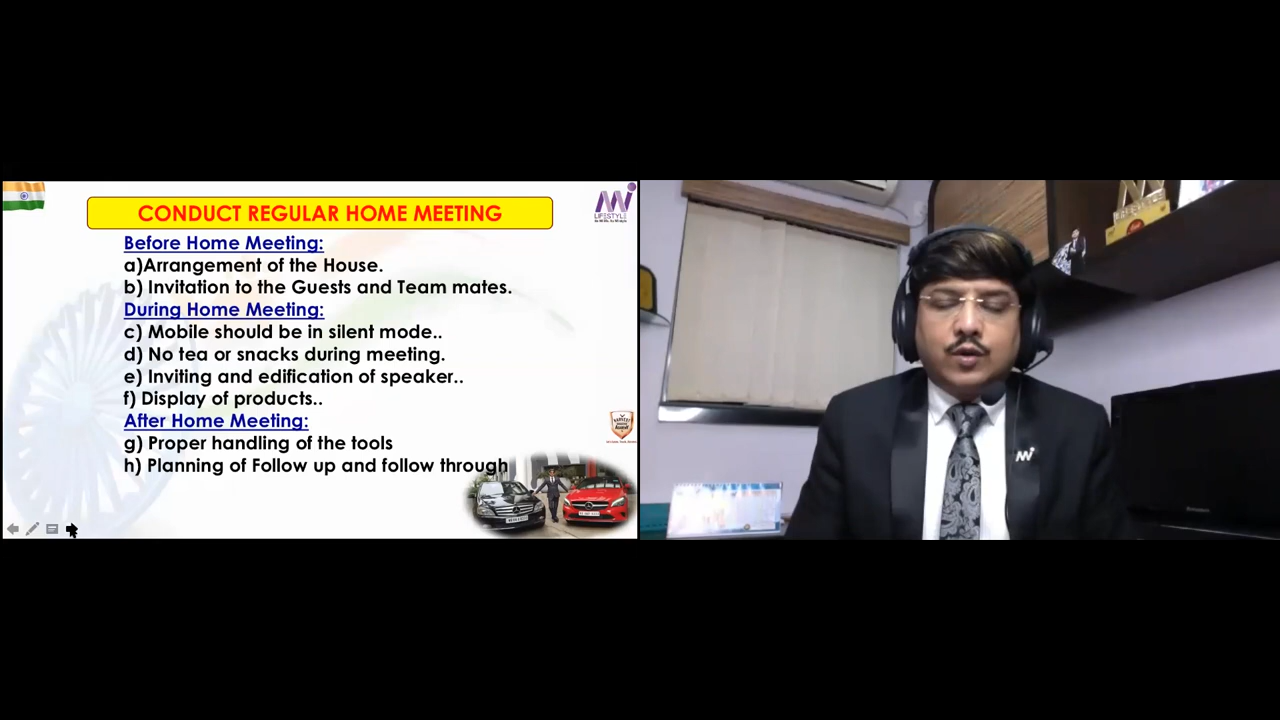 CONDUCT REGULAR HOME MEETING
LIFESTYLE
Before Home Meeting:
a)Arrangement of the House.
b) Invitation to the Guests and Team mates.
During Home Meeting:
c) Mobile should be in silent mode..
d) No tea or snacks during meeting.
e) Inviting and edification of speaker..
f) Display of products..
After Home Meeting:
g) Proper handling of the tools
h) Planning of Follow up and follow through